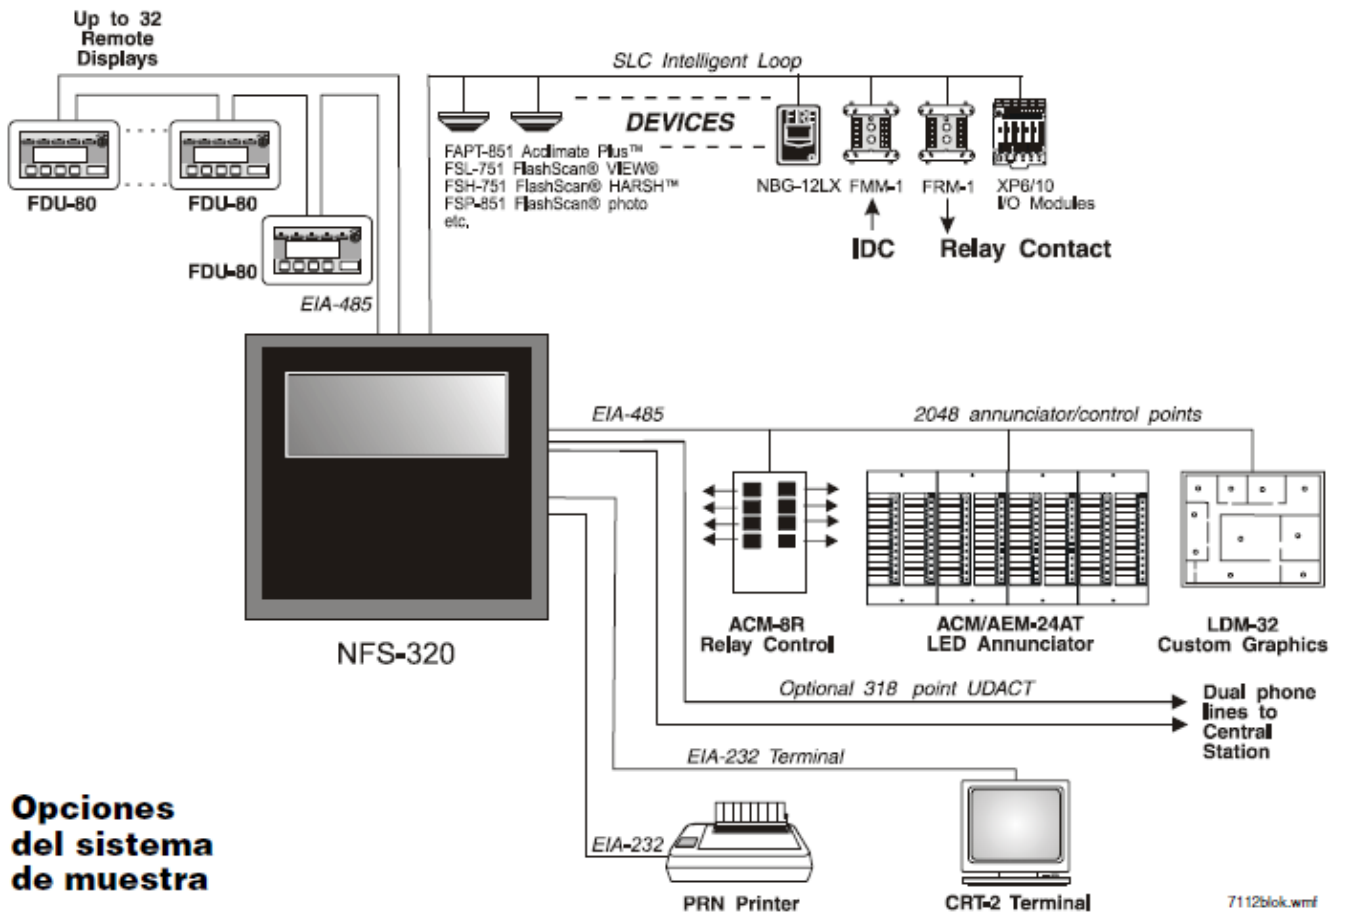 Up to 32
Remote
Displays
FDU-80
FDU-80
FDU-80
EIA-485
SLC Intelligent Loop
DEVICES
FAPT-851 Acclimate Plus™
FSL-751 FlashScan® VIEW®
FSH-751 FlashScan® HARSH™
FSP-851 FlashScan® photo
etc.
NBG-12LX
FMM-1
FRM-1
XP6/10
I/O Modules
IDC
Relay Contact
NFS-320
EIA-485
2048 annunciator/control points
ACM-8R
Relay Control
ACM/AEM-24AT
LED Annunciator
LDM-32
Custom Graphics
Optional 318 point UDACT
Dual phone
lines to
Central
Station
EIA-232 Terminal
EIA-232
PRN Printer
CRT-2 Terminal
Opciones
del sistema
de muestra
7112blok.wmf